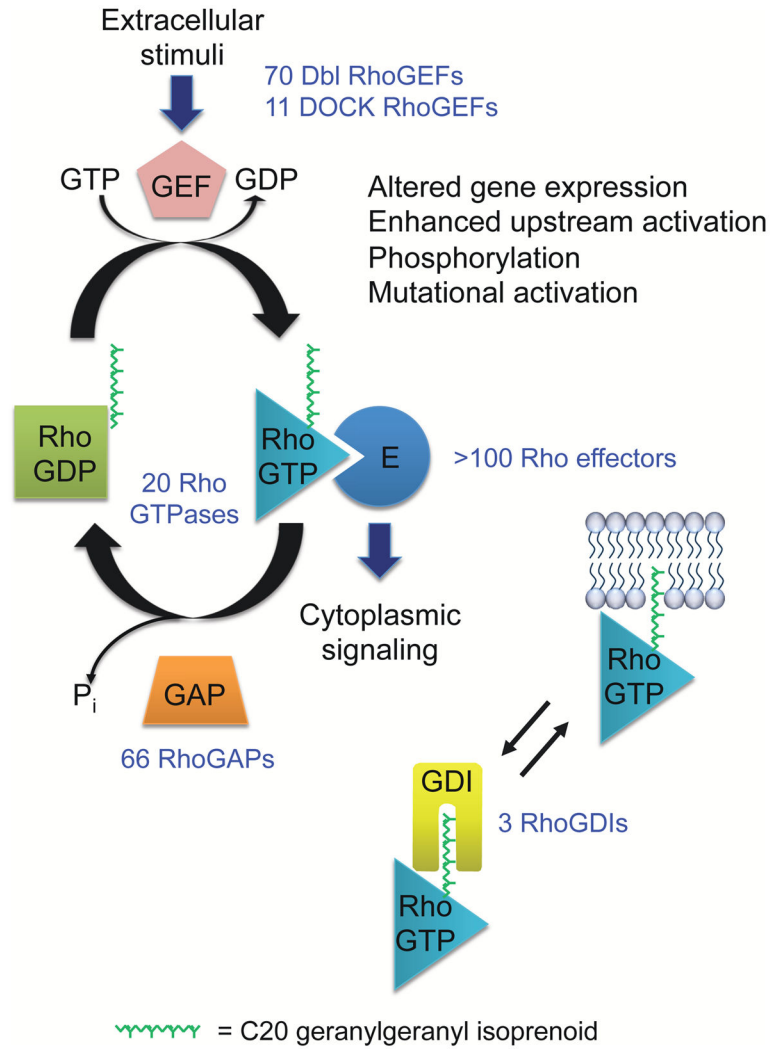 Extracellular
stimuli
70 Dbl RhoGEFs
11 DOCK RhoGEFs
GTP
GEF
GDP
Altered gene expression
Enhanced upstream activation
Phosphorylation
Mutational activation
Rho
GDP
20 Rho
GTPases
Rho
GTP
E
>100 Rho effectors
Cytoplasmic
signaling
Pi
GAP
66 RhoGAPs
Rho
GTP
GDI
3 RhoGDIs
Rho
GTP
= C20 geranylgeranyl isoprenoid